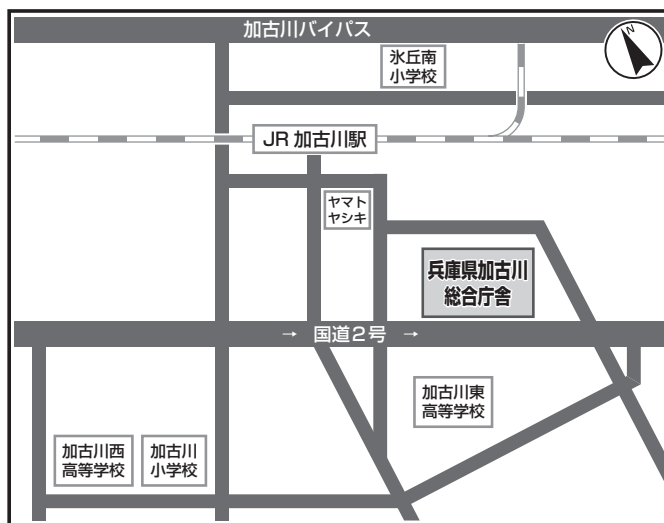 加古川バイパス
N
氷丘南
小学校
JR 加古川駅
ヤマト
ヤシキ
兵庫県加古川
総合庁舎
→ 国道2号 →
加古川東
高等学校
加古川西
高等学校
加古川
小学校